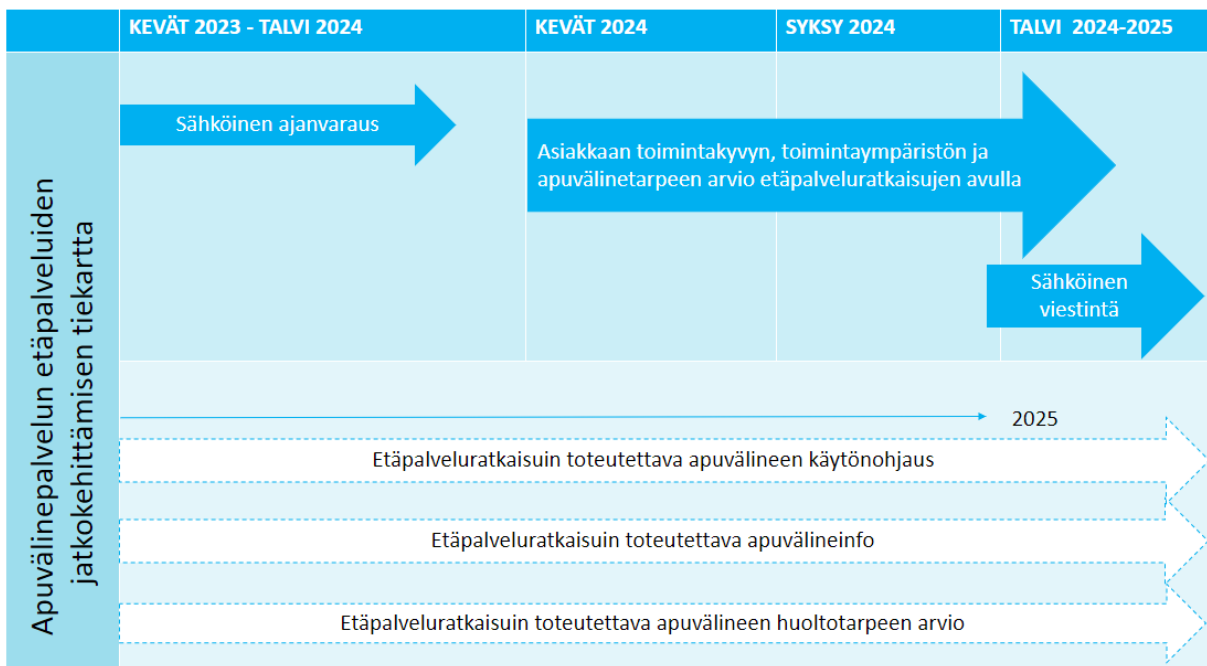 KEVÄT 2023 - TALVI 2024
KEVÄT 2024
SYKSY 2024
TALVI 2024-2025
Apuvälinepalvelun etäpalveluiden
jatkokehittämisen tiekartta
Sähköinen ajanvaraus
Asiakkaan toimintakyvyn, toimintaympäristön ja
apuvälinetarpeen arvio etäpalveluratkaisujen avulla
Sähköinen
viestintä
2025
Etäpalveluratkaisuin toteutettava apuvälineen käytönohjaus
Etäpalveluratkaisuin toteutettava apuvälineinfo
Etäpalveluratkaisuin toteutettava apuvälineen huoltotarpeen arvio